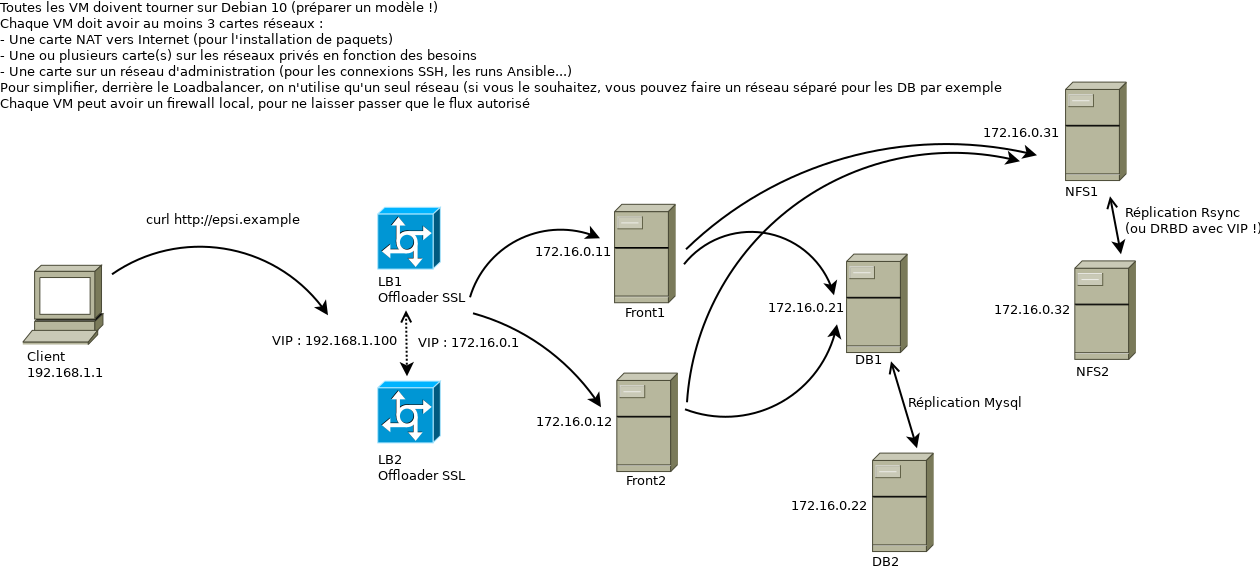 Toutes les VM doivent tourner sur Debian 10 (préparer un modèle !)
Chaque VM doit avoir au moins 3 cartes réseaux :
- Une carte NAT vers Internet (pour l'installation de paquets)
- Une ou plusieurs carte(s) sur les réseaux privés en fonction des besoins
- Une carte sur un réseau d'administration (pour les connexions SSH, les runs Ansible...)
Pour simplifier, derrière le Loadbalancer, on n'utilise qu'un seul réseau (si vous le souhaitez, vous pouvez faire un réseau séparé pour les DB par exemple
Chaque VM peut avoir un firewall local, pour ne laisser passer que le flux autorisé
172.16.0.31
NFS1
curl http://epsi.example
Réplication Rsync
(ou DRBD avec VIP !)
172.16.0.11
LB1
Offloader SSL
Front1
172.16.0.21
172.16.0.32
VIP : 192.168.1.100
VIP : 172.16.0.1
Client
192.168.1.1
DB1
NFS2
Réplication Mysql
172.16.0.12
LB2
Offloader SSL
Front2
172.16.0.22
DB2